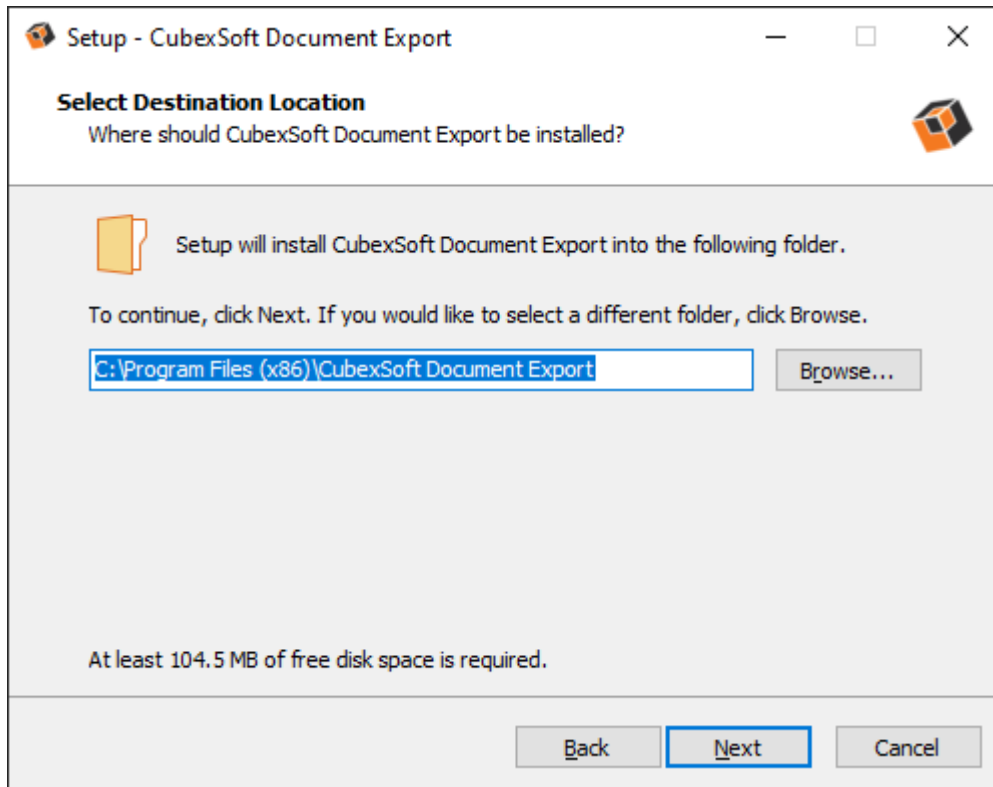 Setup - CubexSoft Document Export
Select Destination Location
Where should CubexSoft Document Export be installed?
Setup will install CubexSoft Document Export into the following folder.
To continue, click Next. If you would like to select a different folder, click Browse.
C:\Program Files (x86)\CubexSoft Document Export
Browse...
At least 104.5 MB of free disk space is required.
Back
Next
Cancel